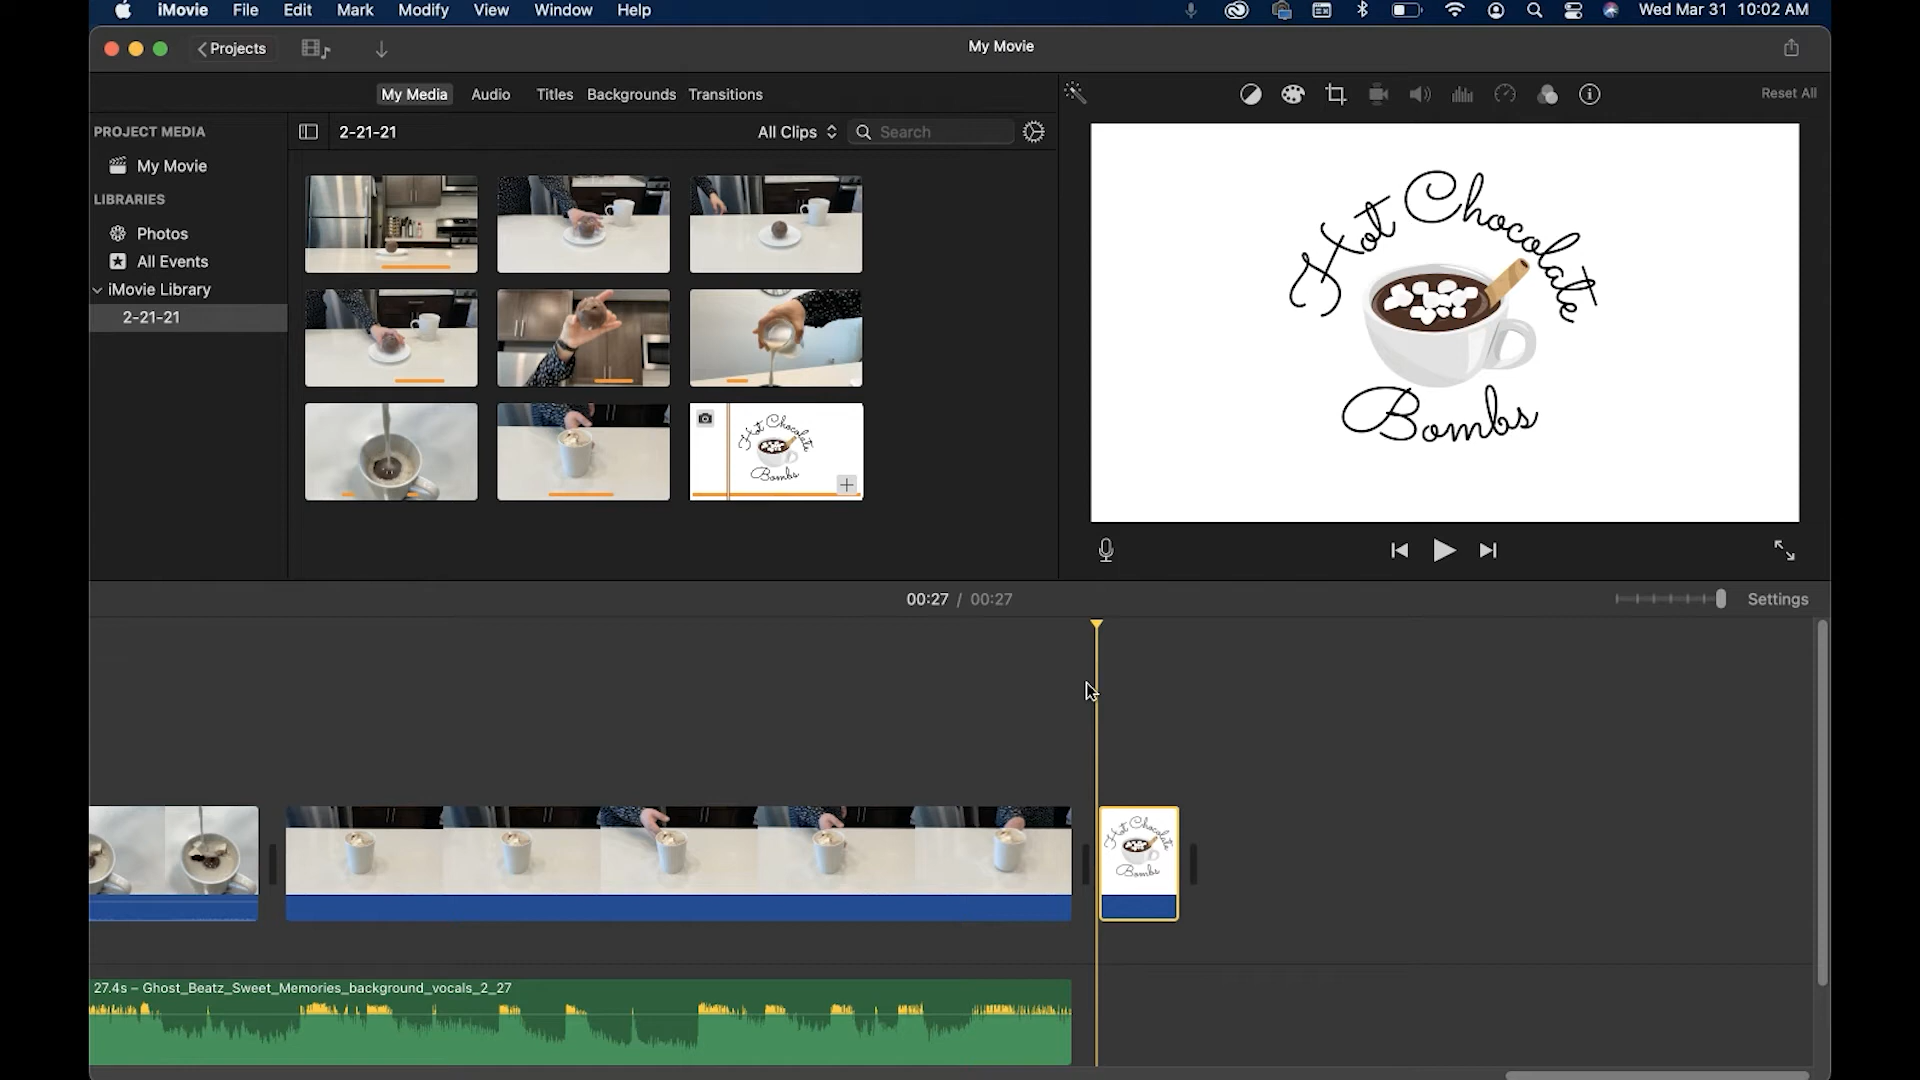 iMovie File Edit Mark Modify View Window Help Wed Mar 31 10:02 AM
Projects My Movie
My Media Audio Titles Backgrounds Transitions Reset All
PROJECT MEDIA
My Movie
LIBRARIES
Photos
All Events
iMovie Library
2-21-21
2-21-21 All Clips Search
Hot Chocolate
Bombs
Hot Chocolate
Bombs
00:27 / 00:27 Settings
Hot Chocolate
Bombs
27.4s – Ghost_Beatz_Sweet_Memories_background_vocals_2_27